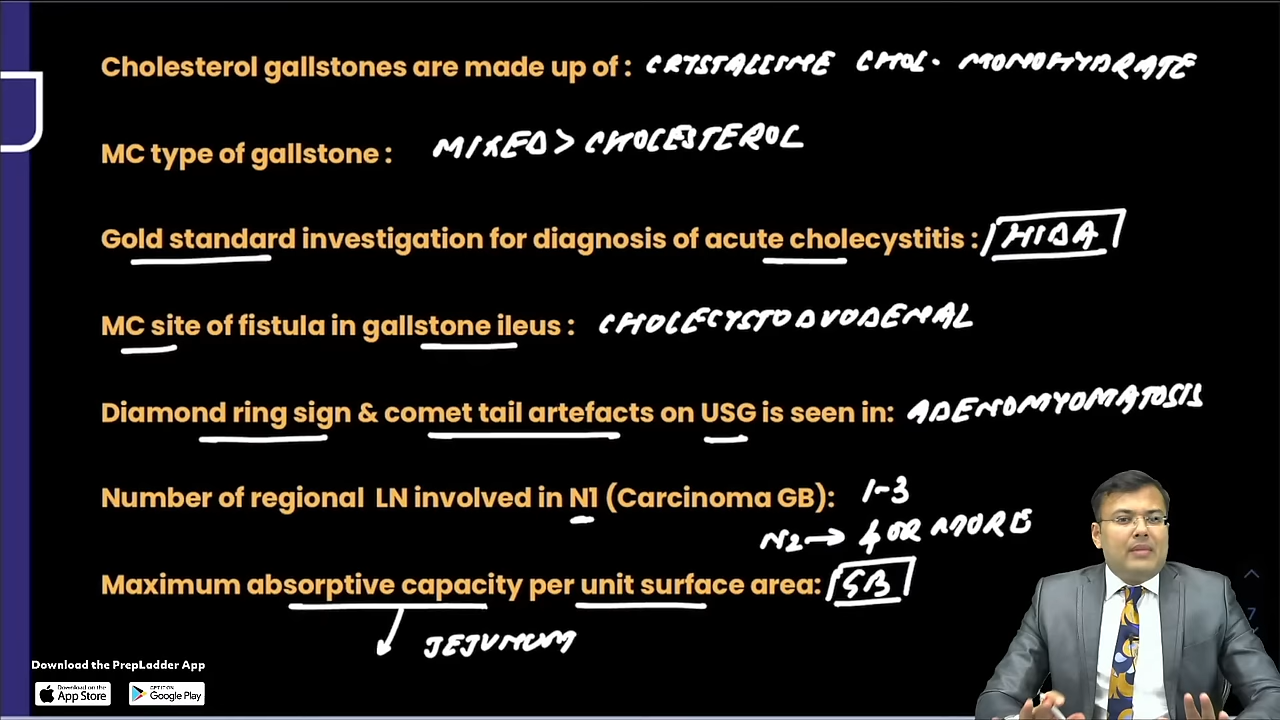 Cholesterol gallstones are made up of : CRYSTALLINE CHOL. MONOHYDRATE
MC type of gallstone : MIXED > CHOLESTEROL
Gold standard investigation for diagnosis of acute cholecystitis : HIDA
MC site of fistula in gallstone ileus : CHOLECYSTODUODENAL
Diamond ring sign & comet tail artefacts on USG is seen in: ADENOMYOMATOSIS
Number of regional LN involved in N1 (Carcinoma GB): 1-3
N2 → 4 OR MORE
Maximum absorptive capacity per unit surface area: GB
JEJUNUM
7
Download the PrepLadder App
Download on the App Store
GET IT ON Google Play